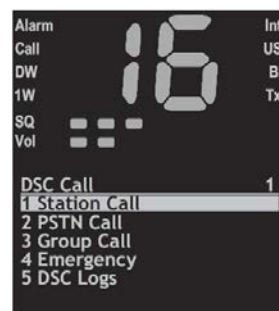 Alarm
Call
DW
1W
16
Int
US
B
Tx
SQ
Vol
DSC Call 1
1 Station Call
2 PSTN Call
3 Group Call
4 Emergency
5 DSC Logs